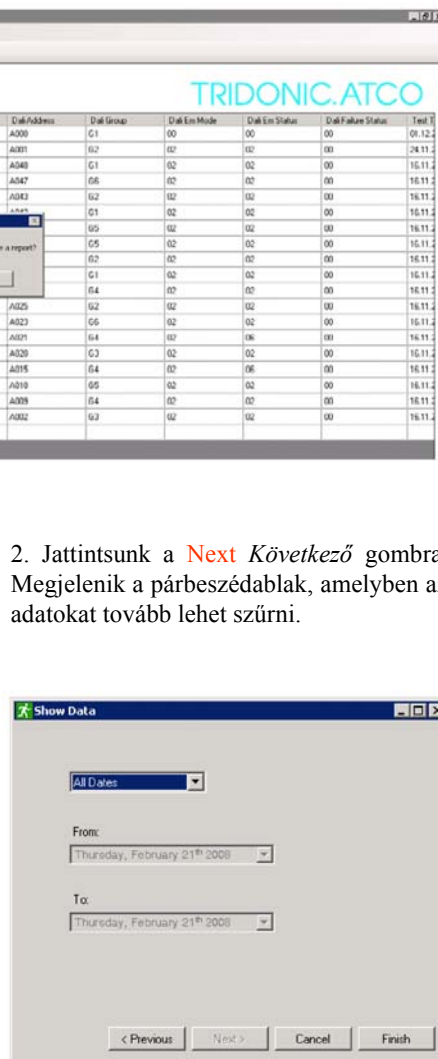 TRIDONIC.ATCO
Dali Address Dali Group Dali Em Mode Dali Em Status Dali Failure Status Test T
A000 G1 00 00 00 01.12.2
A001 G2 02 02 00 24.11.2
A048 G1 02 02 00 16.11.2
A047 G6 02 02 00 16.11.2
A043 G2 02 02 00 16.11.2
G1 02 02 00 16.11.2
G5 02 02 00 16.11.2
e a report? G5 02 02 00 16.11.2
G2 02 02 00 16.11.2
G1 02 02 00 16.11.2
G4 02 02 00 16.11.2
A025 G2 02 02 00 16.11.2
A023 G6 02 02 00 16.11.2
A021 G4 02 06 00 16.11.2
A020 G3 02 02 00 16.11.2
A015 G4 02 06 00 16.11.2
A010 G5 02 02 00 16.11.2
A009 G4 02 02 00 16.11.2
A002 G3 02 02 00 16.11.2
2. Jattintsunk a Next Következő gombra
Megjelenik a párbeszédablak, amelyben a
adatokat tovább lehet szűrni.
Show Data
All Dates
From:
Thursday, February 21th 2008
To:
Thursday, February 21th 2008
< Previous Next > Cancel Finish